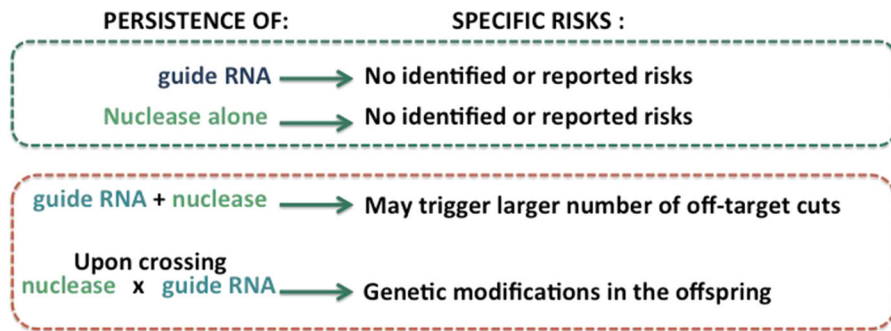 PERSISTENCE OF: SPECIFIC RISKS :
guide RNA No identified or reported risks
Nuclease alone No identified or reported risks
guide RNA + nuclease May trigger larger number of off-target cuts
Upon crossing
nuclease x guide RNA Genetic modifications in the offspring